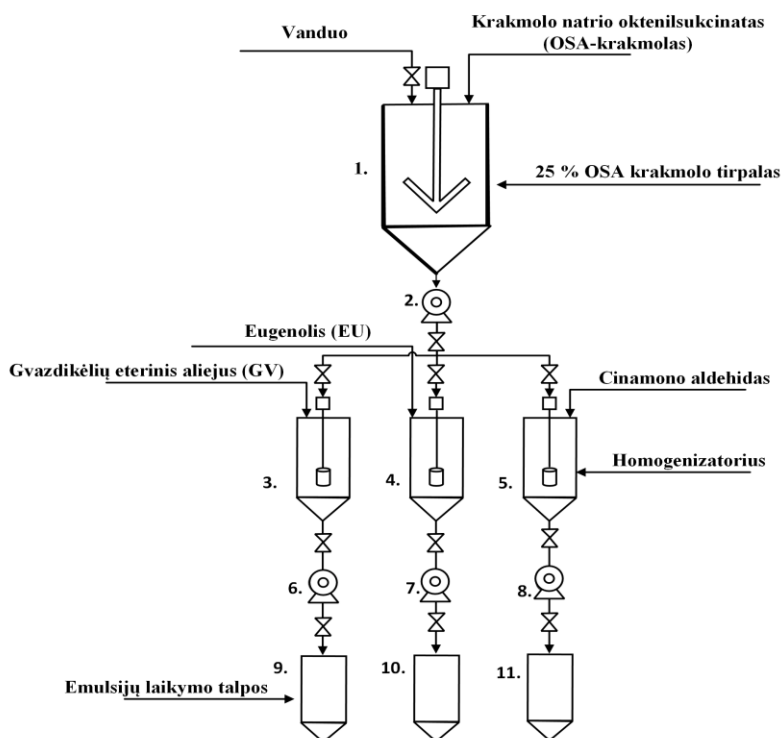 Vanduo
Krakmolo natrio oktenilsukcinatas
(OSA-krakmolas)
1.
25 % OSA krakmolo tirpalas
2.
Eugenolis (EU)
Gvazdikėlių eterinis aliejus (GV)
Cinamono aldehidas
3.
4.
5.
Homogenizatorius
6.
7.
8.
9.
10.
11.
Emulsijų laikymo talpos